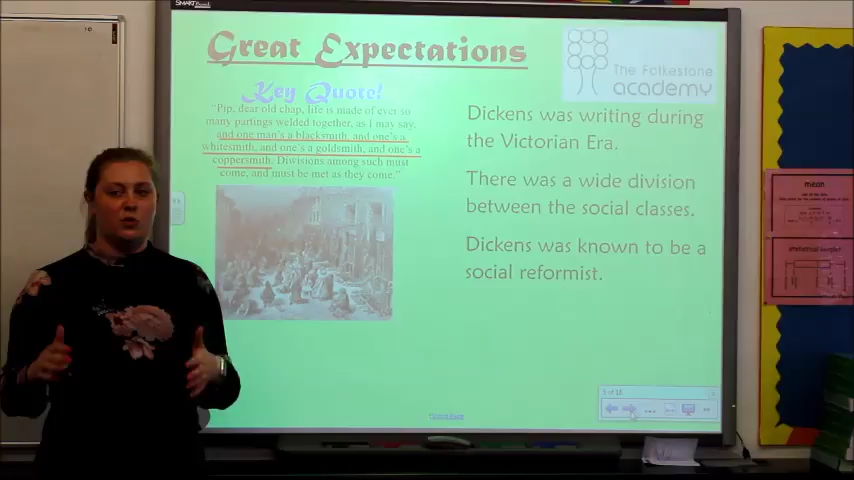 SMART Board
Great Expectations
Key Quote!
"Pip, dear old chap, life is made of ever so
many partings welded together, as I may say,
and one man's a blacksmith, and one's a
whitesmith, and one's a goldsmith, and one's a
coppersmith. Divisions among such must
come, and must be met as they come."
The Folkestone
academy
Dickens was writing during
the Victorian Era.
There was a wide division
between the social classes.
Dickens was known to be a
social reformist.
mean